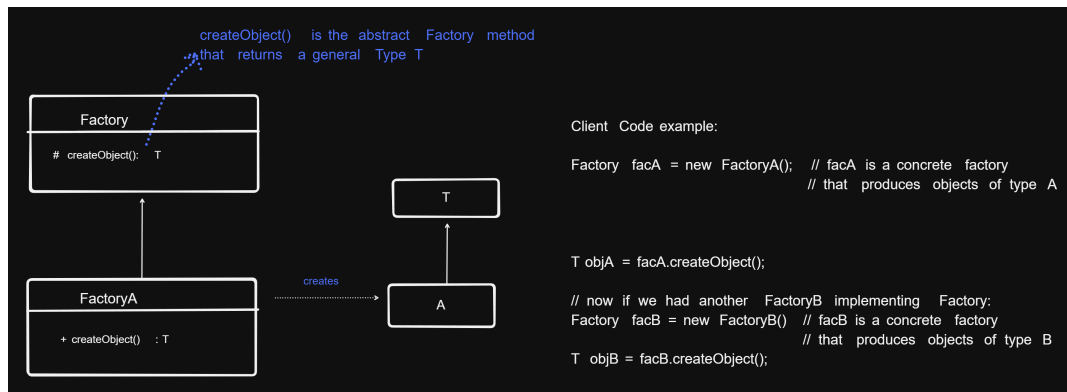 createObject() is the abstract Factory method
that returns a general Type T
Factory
# createObject(): T
FactoryA
+ createObject() : T
creates
T
A
Client Code example:
Factory facA = new FactoryA(); // facA is a concrete factory
// that produces objects of type A
T objA = facA.createObject();
// now if we had another FactoryB implementing Factory:
Factory facB = new FactoryB() // facB is a concrete factory
// that produces objects of type B
T objB = facB.createObject();